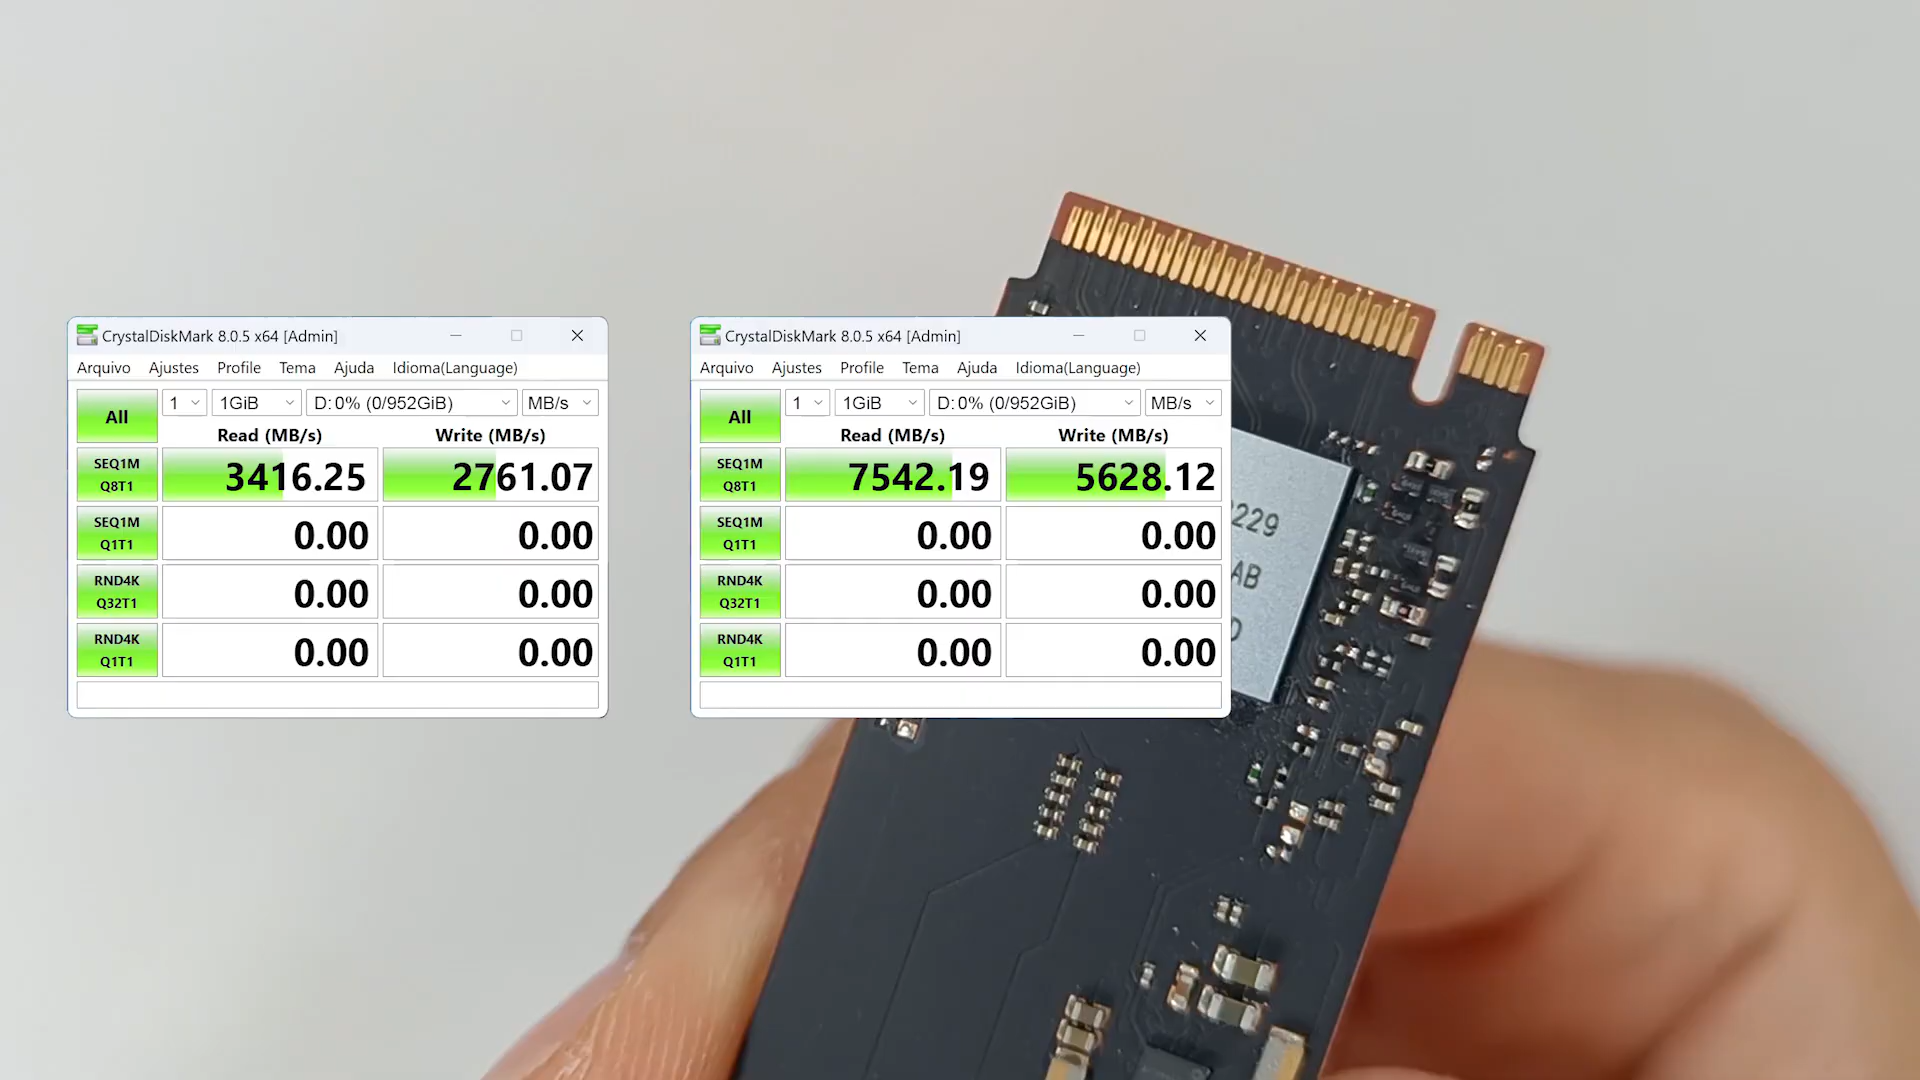 CrystalDiskMark 8.0.5 x64 [Admin]
Arquivo Ajustes Profile Tema Ajuda Idioma(Language)
All 1 1GiB D: 0% (0/952GiB) MB/s
Read (MB/s) Write (MB/s)
SEQ1M
Q8T1
3416.25 2761.07
SEQ1M
Q1T1
0.00 0.00
RND4K
Q32T1
0.00 0.00
RND4K
Q1T1
0.00 0.00
CrystalDiskMark 8.0.5 x64 [Admin]
Arquivo Ajustes Profile Tema Ajuda Idioma(Language)
All 1 1GiB D: 0% (0/952GiB) MB/s
Read (MB/s) Write (MB/s)
SEQ1M
Q8T1
7542.19 5628.12
SEQ1M
Q1T1
0.00 0.00
RND4K
Q32T1
0.00 0.00
RND4K
Q1T1
0.00 0.00
229
AB